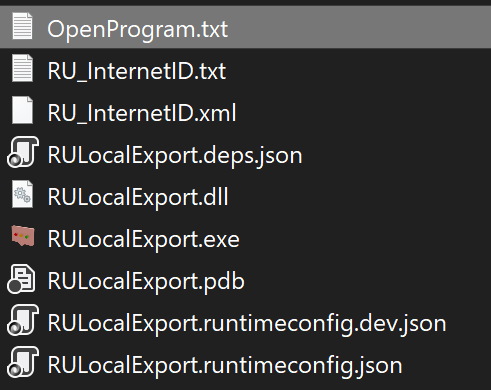 OpenProgram.txt
RU_InternetID.txt
RU_InternetID.xml
RULocalExport.deps.json
RULocalExport.dll
RULocalExport.exe
RULocalExport.pdb
RULocalExport.runtimeconfig.dev.json
RULocalExport.runtimeconfig.json